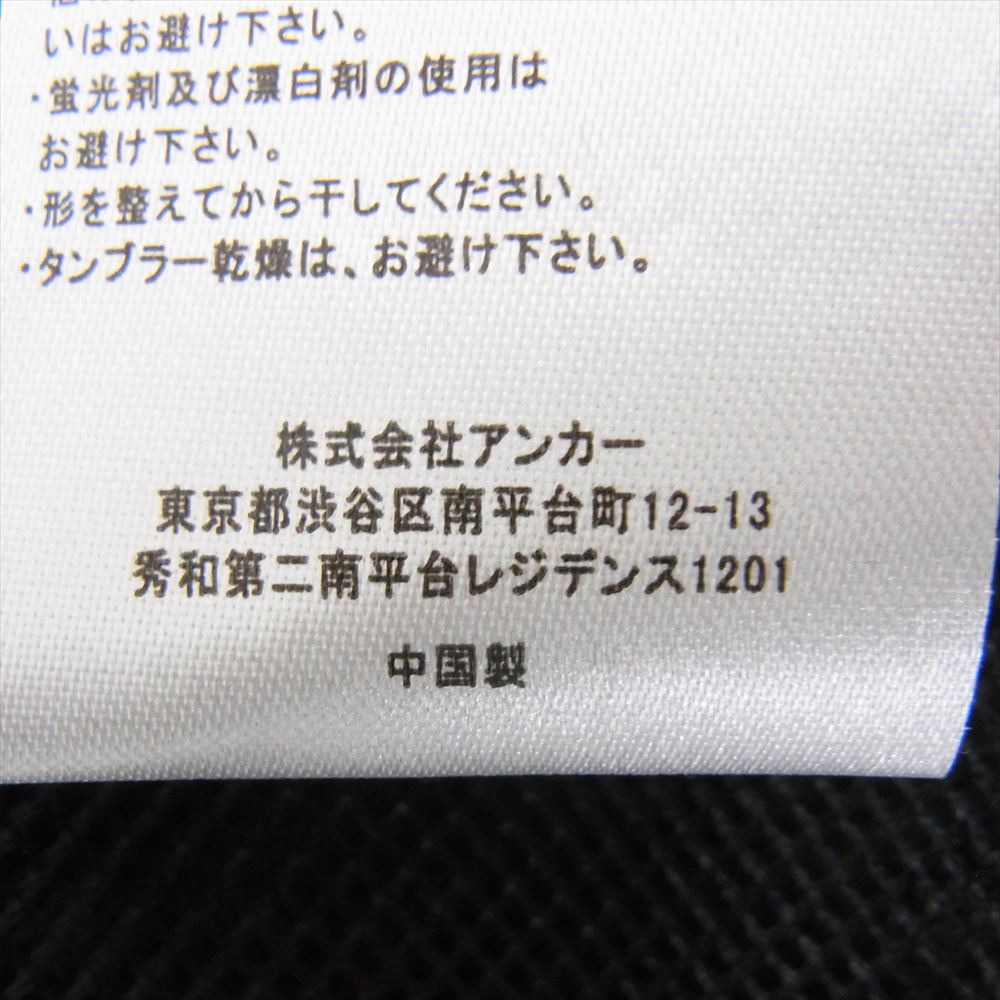 いはお避け下さい。
・蛍光剤及び漂白剤の使用は
お避け下さい。
・形を整えてから干してください。
・タンブラー乾燥は、お避け下さい。
株式会社アンカー
東京都渋谷区南平台町12-13
秀和第二南平台レジデンス1201
中国製